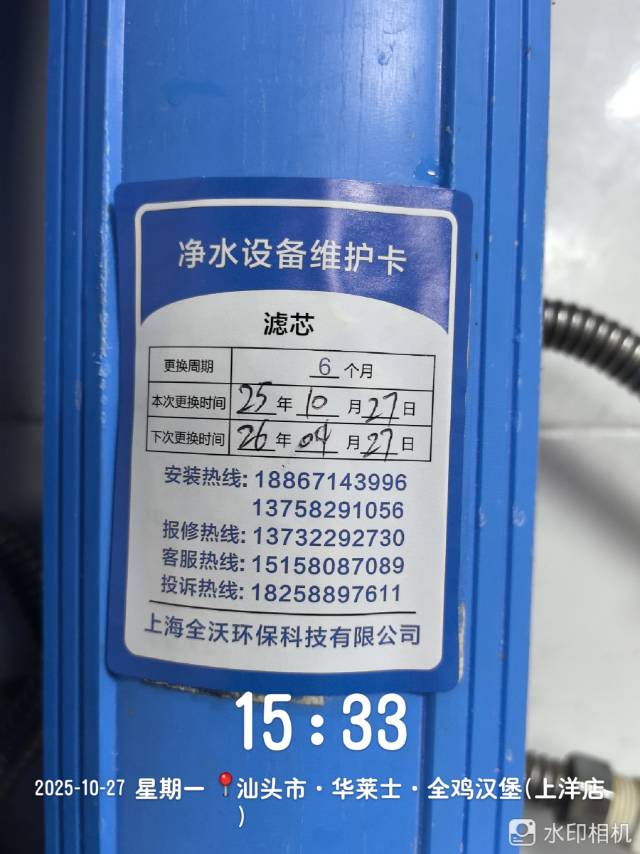 净水设备维护卡
滤芯
更换周期 6 个月
本次更换时间 25 年 10 月 27 日
下次更换时间 26 年 04 月 27 日
安装热线: 18867143996
13758291056
报修热线: 13732292730
客服热线: 15158087089
投诉热线: 18258897611
上海全沃环保科技有限公司
15:33
2025-10-27 星期一 📍汕头市·华莱士·全鸡汉堡(上洋店
)
水印相机